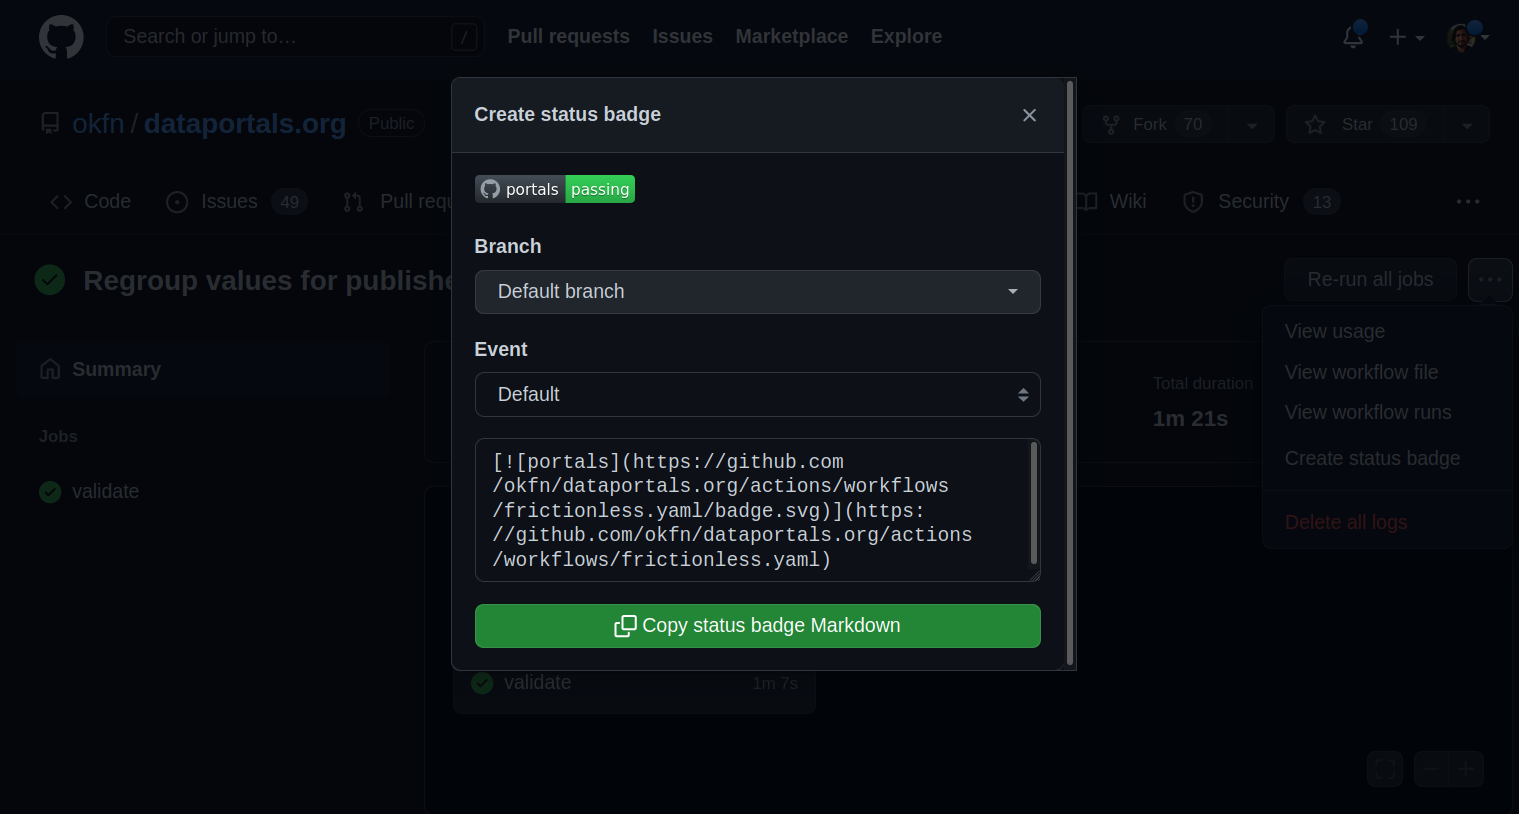 Search or jump to…
/
Pull requests
Issues
Marketplace
Explore
okfn / dataportals.org
Public
Fork 70
Star 109
Code
Issues 49
Pull requ
Wiki
Security 13
Regroup values for publishe
Re-run all jobs
Create status badge
portals passing
Branch
Default branch
Event
Default
[![portals](https://github.com
/okfn/dataportals.org/actions/workflows
/frictionless.yaml/badge.svg)](https:
//github.com/okfn/dataportals.org/actions
/workflows/frictionless.yaml)
Copy status badge Markdown
Summary
Jobs
validate
Total duration
1m 21s
View usage
View workflow file
View workflow runs
Create status badge
Delete all logs
validate
1m 7s